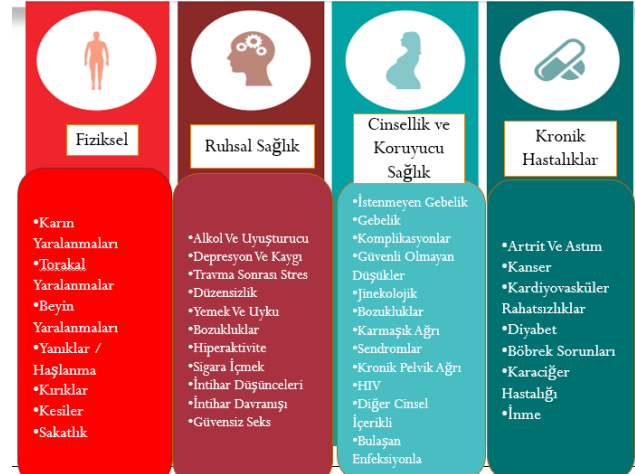 Fiziksel
•Karın
Yaralanmaları
•Torakal
Yaralanmalar
•Beyin
Yaralanmaları
•Yanıklar /
Haşlanma
•Kırıklar
•Kesiler
•Sakatlık
Ruhsal Sağlık
•Alkol Ve Uyuşturucu
•Depresyon Ve Kaygı
•Travma Sonrası Stres
•Düzensizlik
•Yemek Ve Uyku
•Bozukluklar
•Hiperaktivite
•Sigara İçmek
•İntihar Düşünceleri
•İntihar Davranışı
•Güvensiz Seks
Cinsellik ve
Koruyucu
Sağlık
•İstenmeyen Gebelik
•Gebelik
•Komplikasyonlar
•Güvenli Olmayan
Düşükler
•Jinekolojik
•Bozukluklar
•Karmaşık Ağrı
•Sendromlar
•Kronik Pelvik Ağrı
•HIV
•Diğer Cinsel
İçerikli
•Bulaşan
Enfeksiyonla
Kronik
Hastalıklar
•Artrit Ve Astım
•Kanser
•Kardiyovasküler
Rahatsızlıklar
•Diyabet
•Böbrek Sorunları
•Karaciğer
Hastalığı
•İnme